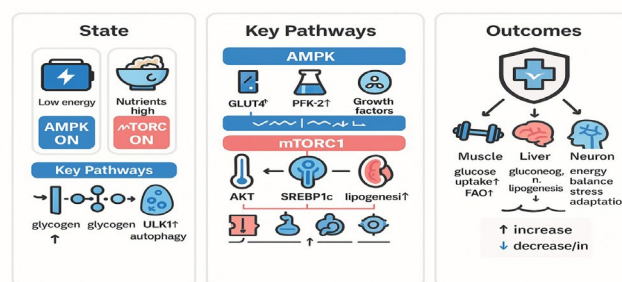 State
Low energy
Nutrients
high
AMPK
ON
mTORC
ON
Key Pathways
glycogen
↑
glycogen
ULK1↑
autophagy
Key Pathways
AMPK
GLUT4↑
PFK-2↑
Growth
factors
mTORC1
AKT
SREBP1c
lipogenesi↑
↑
Outcomes
Muscle
glucose
uptake↑
FAO↑
Liver
gluconeog,
n.
lipogenesis
↓
Neuron
energy
balance
stress
adaptatio
↑ increase
↓ decrease/in